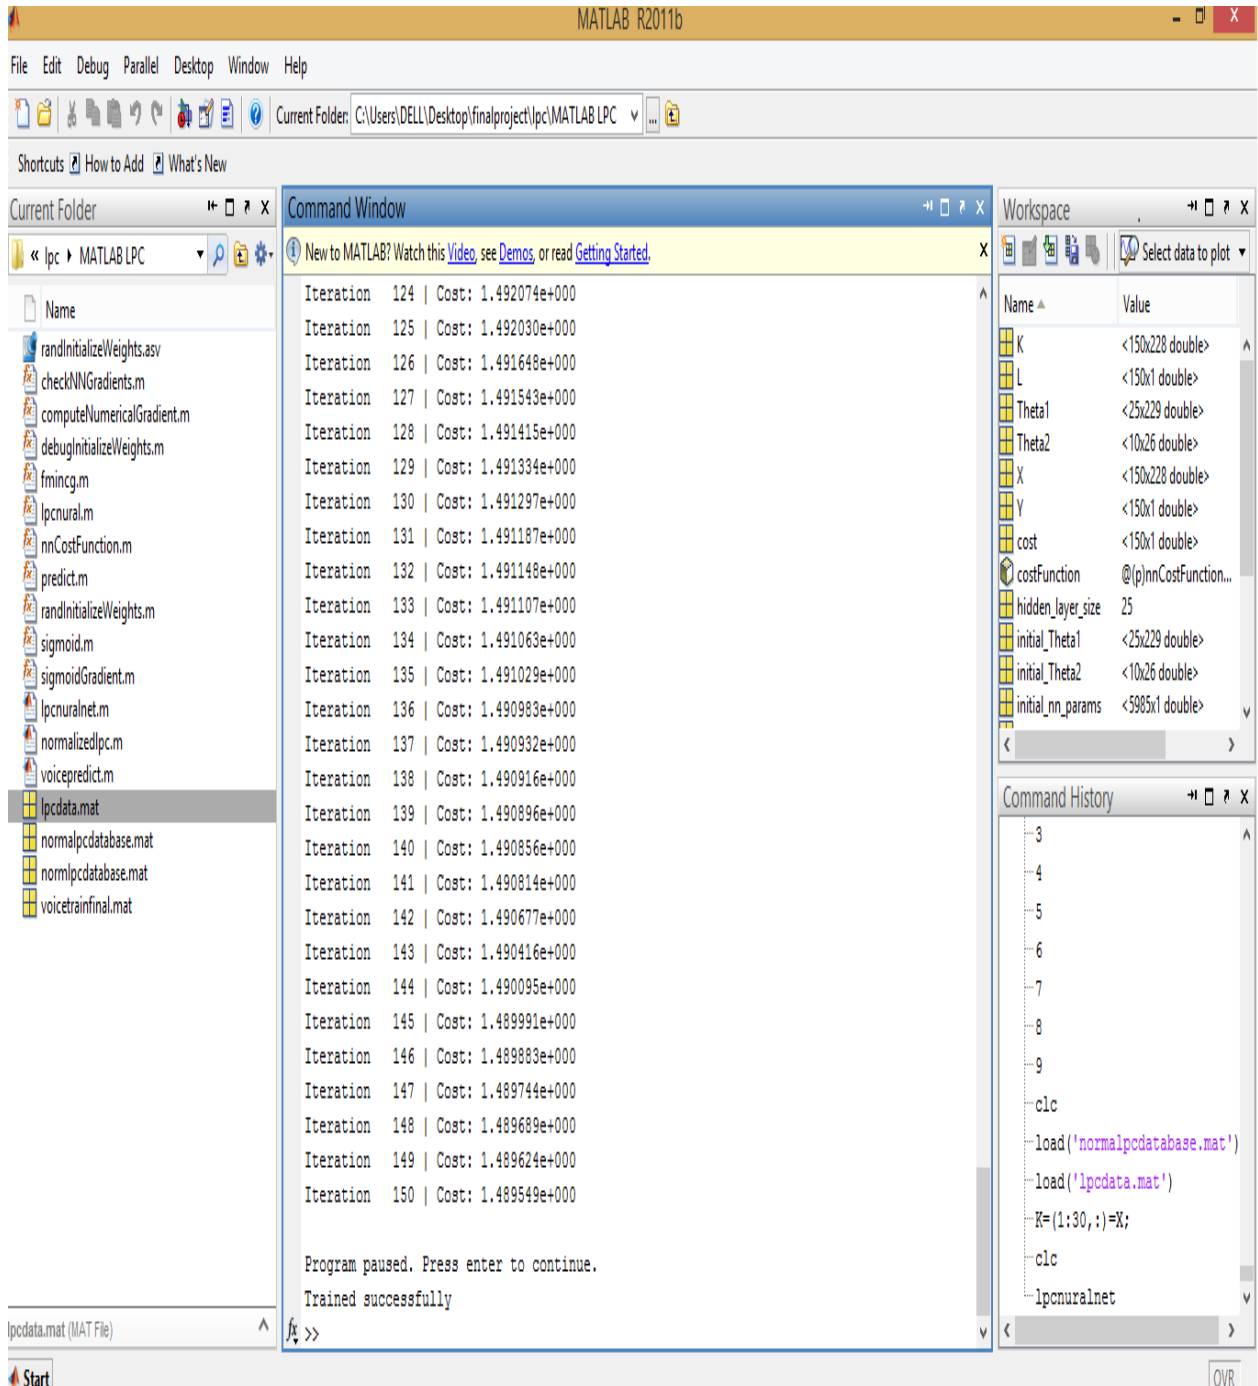 MATLAB R2011b
File Edit Debug Parallel Desktop Window Help
Current Folder: C:\Users\DELL\Desktop\finalproject\lpc\MATLAB LPC
Shortcuts How to Add What's New
Current Folder
« lpc MATLAB LPC
Name
randInitializeWeights.asv
checkNNGradients.m
computeNumericalGradient.m
debugInitializeWeights.m
fmincg.m
lpcnural.m
nnCostFunction.m
predict.m
randInitializeWeights.m
sigmoid.m
sigmoidGradient.m
lpcnuralnet.m
normalizedlpc.m
voicepredict.m
lpcdata.mat
normalpcdatabase.mat
normlpcdatabase.mat
voicetrainfinal.mat
lpcdata.mat (MAT File)
Command Window
New to MATLAB? Watch this Video, see Demos, or read Getting Started.
Iteration 124 | Cost: 1.492074e+000
Iteration 125 | Cost: 1.492030e+000
Iteration 126 | Cost: 1.491648e+000
Iteration 127 | Cost: 1.491543e+000
Iteration 128 | Cost: 1.491415e+000
Iteration 129 | Cost: 1.491334e+000
Iteration 130 | Cost: 1.491297e+000
Iteration 131 | Cost: 1.491187e+000
Iteration 132 | Cost: 1.491148e+000
Iteration 133 | Cost: 1.491107e+000
Iteration 134 | Cost: 1.491063e+000
Iteration 135 | Cost: 1.491029e+000
Iteration 136 | Cost: 1.490983e+000
Iteration 137 | Cost: 1.490932e+000
Iteration 138 | Cost: 1.490916e+000
Iteration 139 | Cost: 1.490896e+000
Iteration 140 | Cost: 1.490856e+000
Iteration 141 | Cost: 1.490814e+000
Iteration 142 | Cost: 1.490677e+000
Iteration 143 | Cost: 1.490416e+000
Iteration 144 | Cost: 1.490095e+000
Iteration 145 | Cost: 1.489991e+000
Iteration 146 | Cost: 1.489883e+000
Iteration 147 | Cost: 1.489744e+000
Iteration 148 | Cost: 1.489689e+000
Iteration 149 | Cost: 1.489624e+000
Iteration 150 | Cost: 1.489549e+000
Program paused. Press enter to continue.
Trained successfully
fx >>
Workspace
Select data to plot
Name Value
K <150x228 double>
L <150x1 double>
Theta1 <25x229 double>
Theta2 <10x26 double>
X <150x228 double>
Y <150x1 double>
cost <150x1 double>
costFunction @(p)nnCostFunction...
hidden_layer_size 25
initial_Theta1 <25x229 double>
initial_Theta2 <10x26 double>
initial_nn_params <5985x1 double>
Command History
3
4
5
6
7
8
9
clc
load('normalpcdatabase.mat')
load('lpcdata.mat')
K=(1:30,:)=X;
clc
lpcnuralnet
Start
OVR